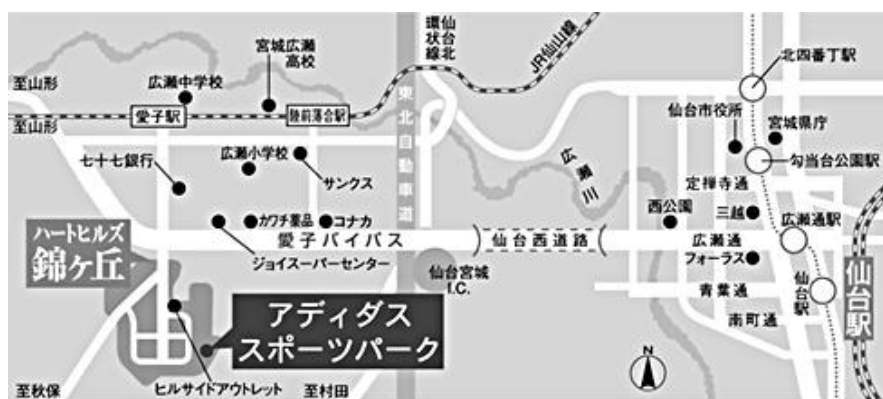 仙台北
環状線
JR仙山線
宮城広瀬
高校
広瀬中学校
至山形
至山形
愛子駅
陸前落合駅
東北自動車道
北四番丁駅
仙台市役所
宮城県庁
勾当台公園駅
七十七銀行
広瀬小学校
サンクス
広瀬川
定禅寺通
西公園
三越
広瀬通駅
カワチ薬品
コナカ
愛子バイパス
仙台西道路
広瀬通
フォーラス
ジョイスーパーセンター
仙台宮城
I.C.
ハートヒルズ
錦ヶ丘
青葉通
仙台駅
仙台駅
南町通
アディダス
スポーツパーク
N
至秋保
ヒルサイドアウトレット
至村田